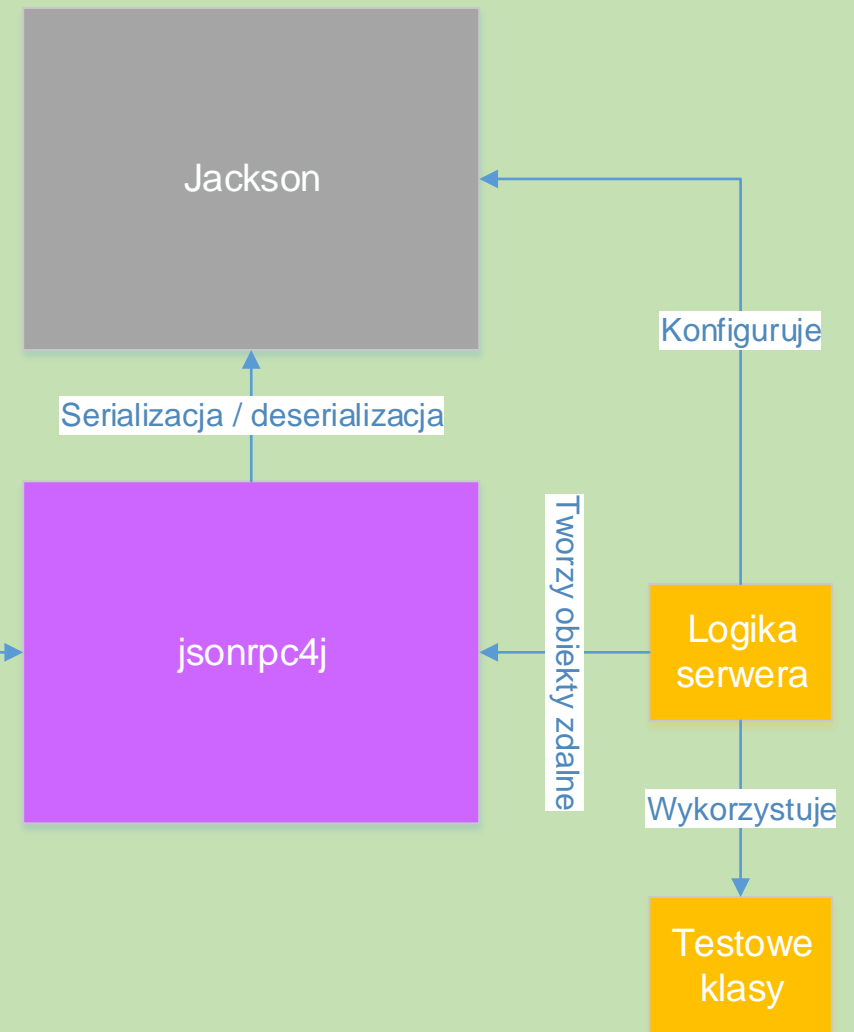 Jackson
Konfiguruje
Serializacja / deserializacja
jsonrpc4j
Tworzy obiekty zdalne
Logika
serwera
Wykorzystuje
Testowe
klasy